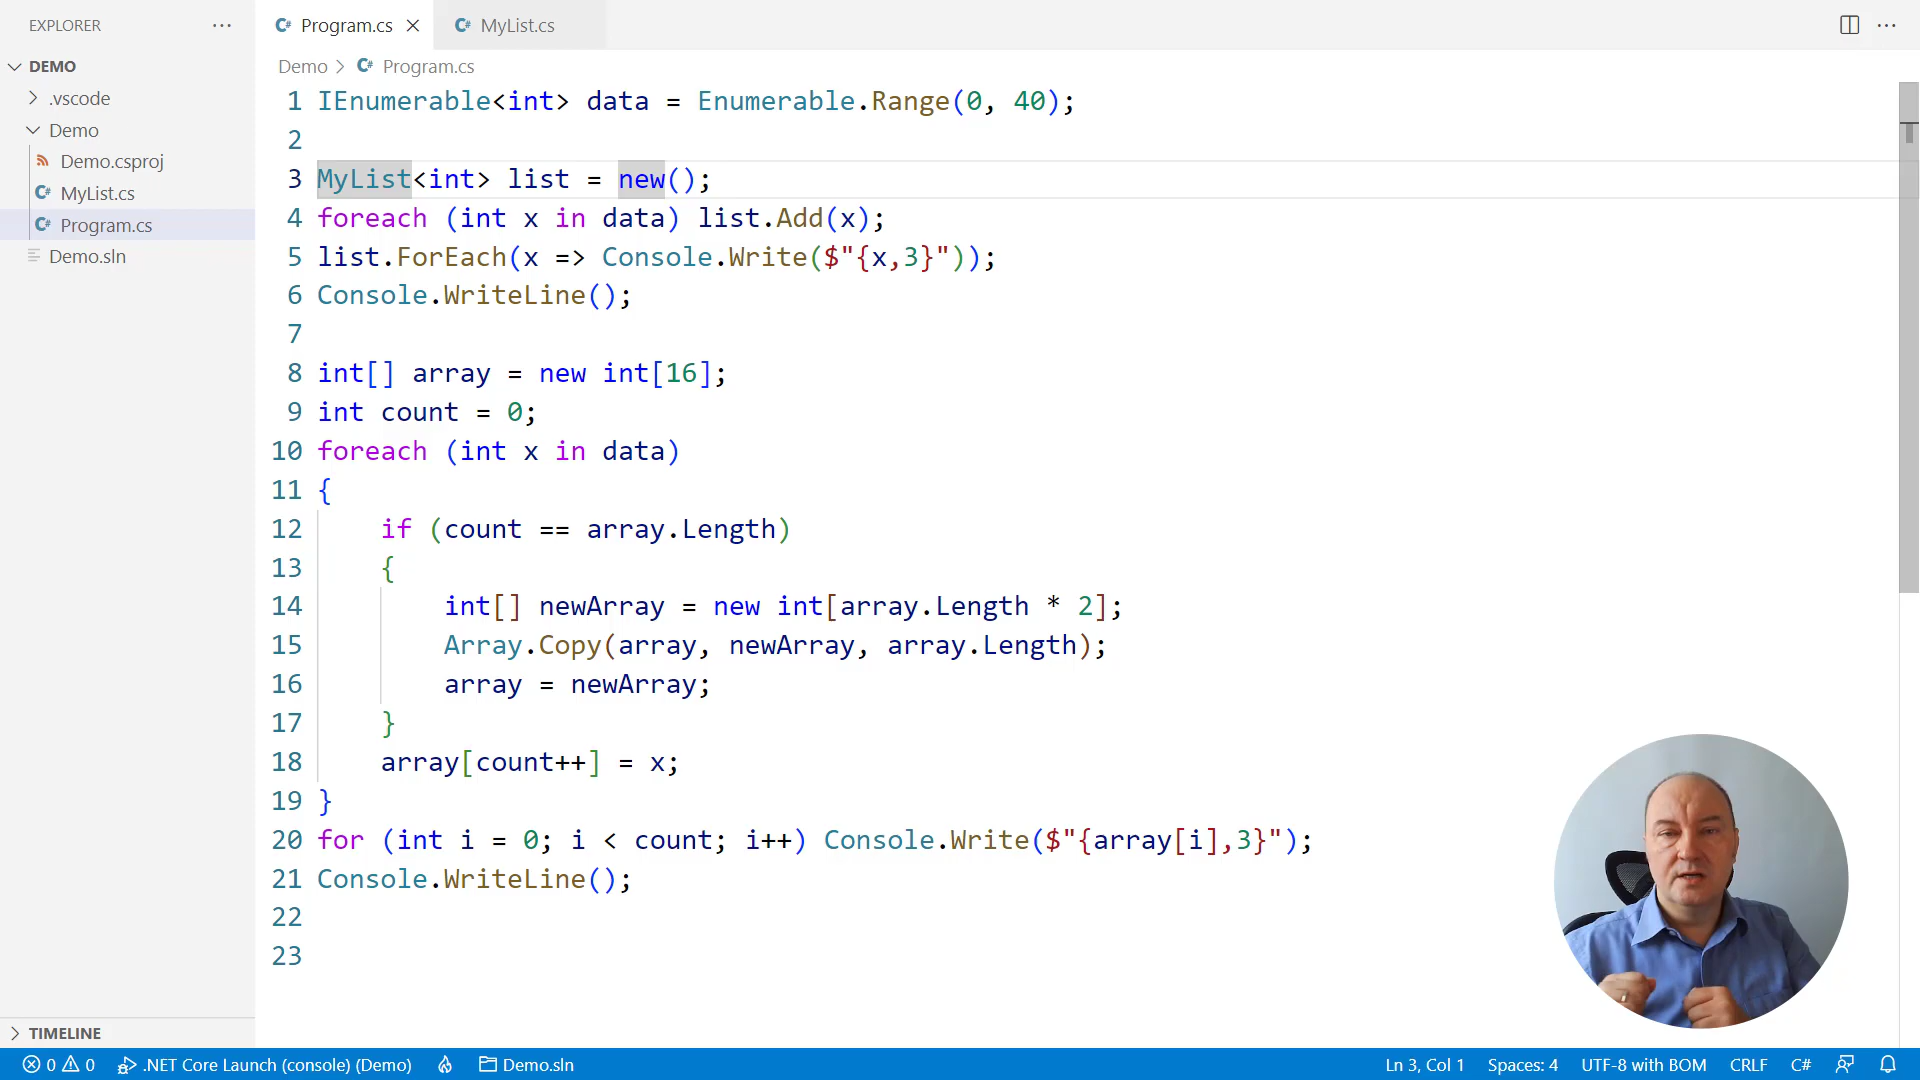 EXPLORER
DEMO
.vscode
Demo
Demo.csproj
C# MyList.cs
C# Program.cs
Demo.sln
TIMELINE
C# Program.cs
C# MyList.cs
Demo > C# Program.cs
1 IEnumerable<int> data = Enumerable.Range(0, 40);
2
3 MyList<int> list = new();
4 foreach (int x in data) list.Add(x);
5 list.ForEach(x => Console.Write($"{x,3}"));
6 Console.WriteLine();
7
8 int[] array = new int[16];
9 int count = 0;
10 foreach (int x in data)
11 {
12     if (count == array.Length)
13     {
14         int[] newArray = new int[array.Length * 2];
15         Array.Copy(array, newArray, array.Length);
16         array = newArray;
17     }
18     array[count++] = x;
19 }
20 for (int i = 0; i < count; i++) Console.Write($"{array[i],3}");
21 Console.WriteLine();
22
23
0 0 .NET Core Launch (console) (Demo) Demo.sln Ln 3, Col 1 Spaces: 4 UTF-8 with BOM CRLF C#